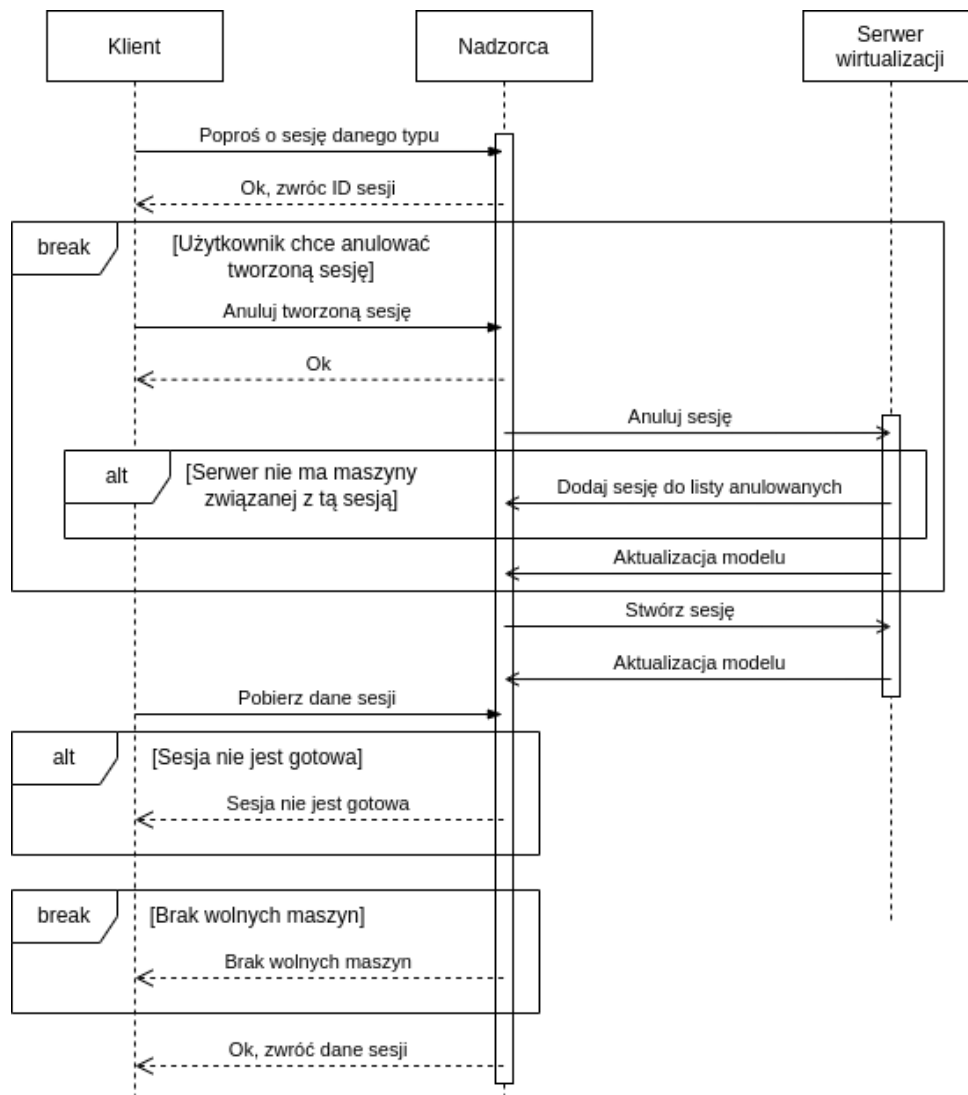 Klient
Nadzorca
Serwer
wirtualizacji
Poproś o sesję danego typu
Ok, zwróc ID sesji
break
[Użytkownik chce anulować
tworzoną sesję]
Anuluj tworzoną sesję
Ok
Anuluj sesję
alt
[Serwer nie ma maszyny
związanej z tą sesją]
Dodaj sesję do listy anulowanych
Aktualizacja modelu
Stwórz sesję
Aktualizacja modelu
Pobierz dane sesji
alt
[Sesja nie jest gotowa]
Sesja nie jest gotowa
break
[Brak wolnych maszyn]
Brak wolnych maszyn
Ok, zwróć dane sesji